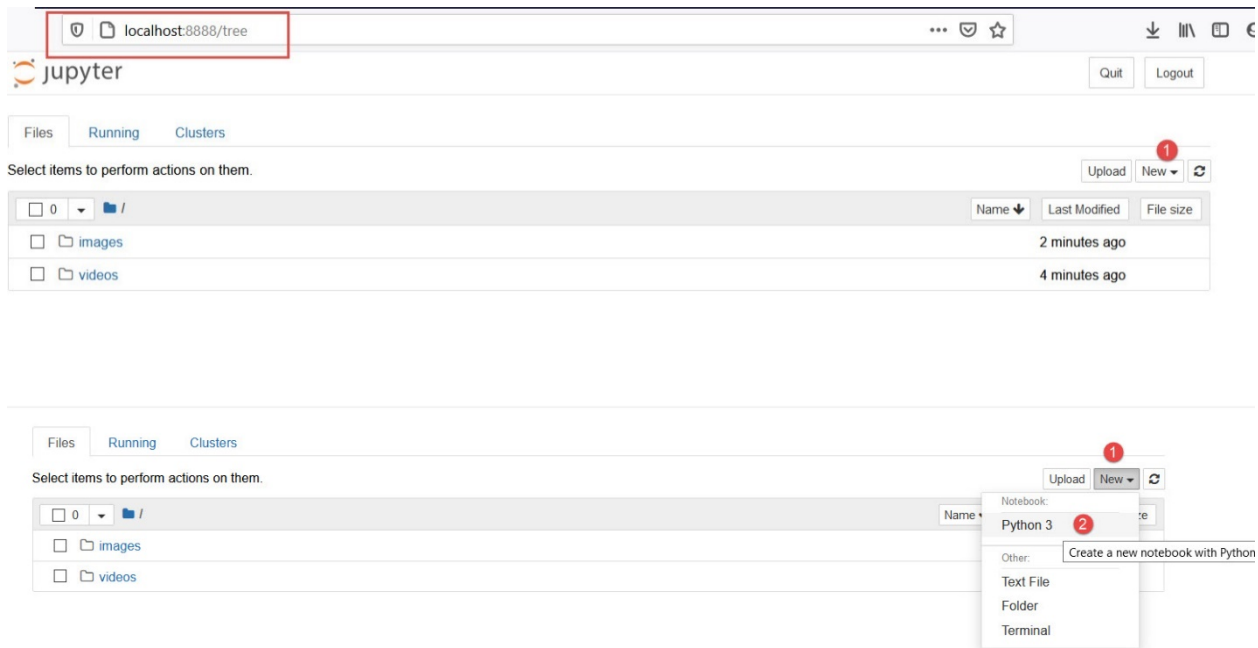 localhost:8888/tree
jupyter
Quit Logout
Files Running Clusters
1
Select items to perform actions on them. Upload New
0 / Name Last Modified File size
images 2 minutes ago
videos 4 minutes ago
Files Running Clusters
1
Select items to perform actions on them. Upload New
0 / Name
Notebook:
images
Python 3 2
Create a new notebook with Python
videos
Other:
Text File
Folder
Terminal